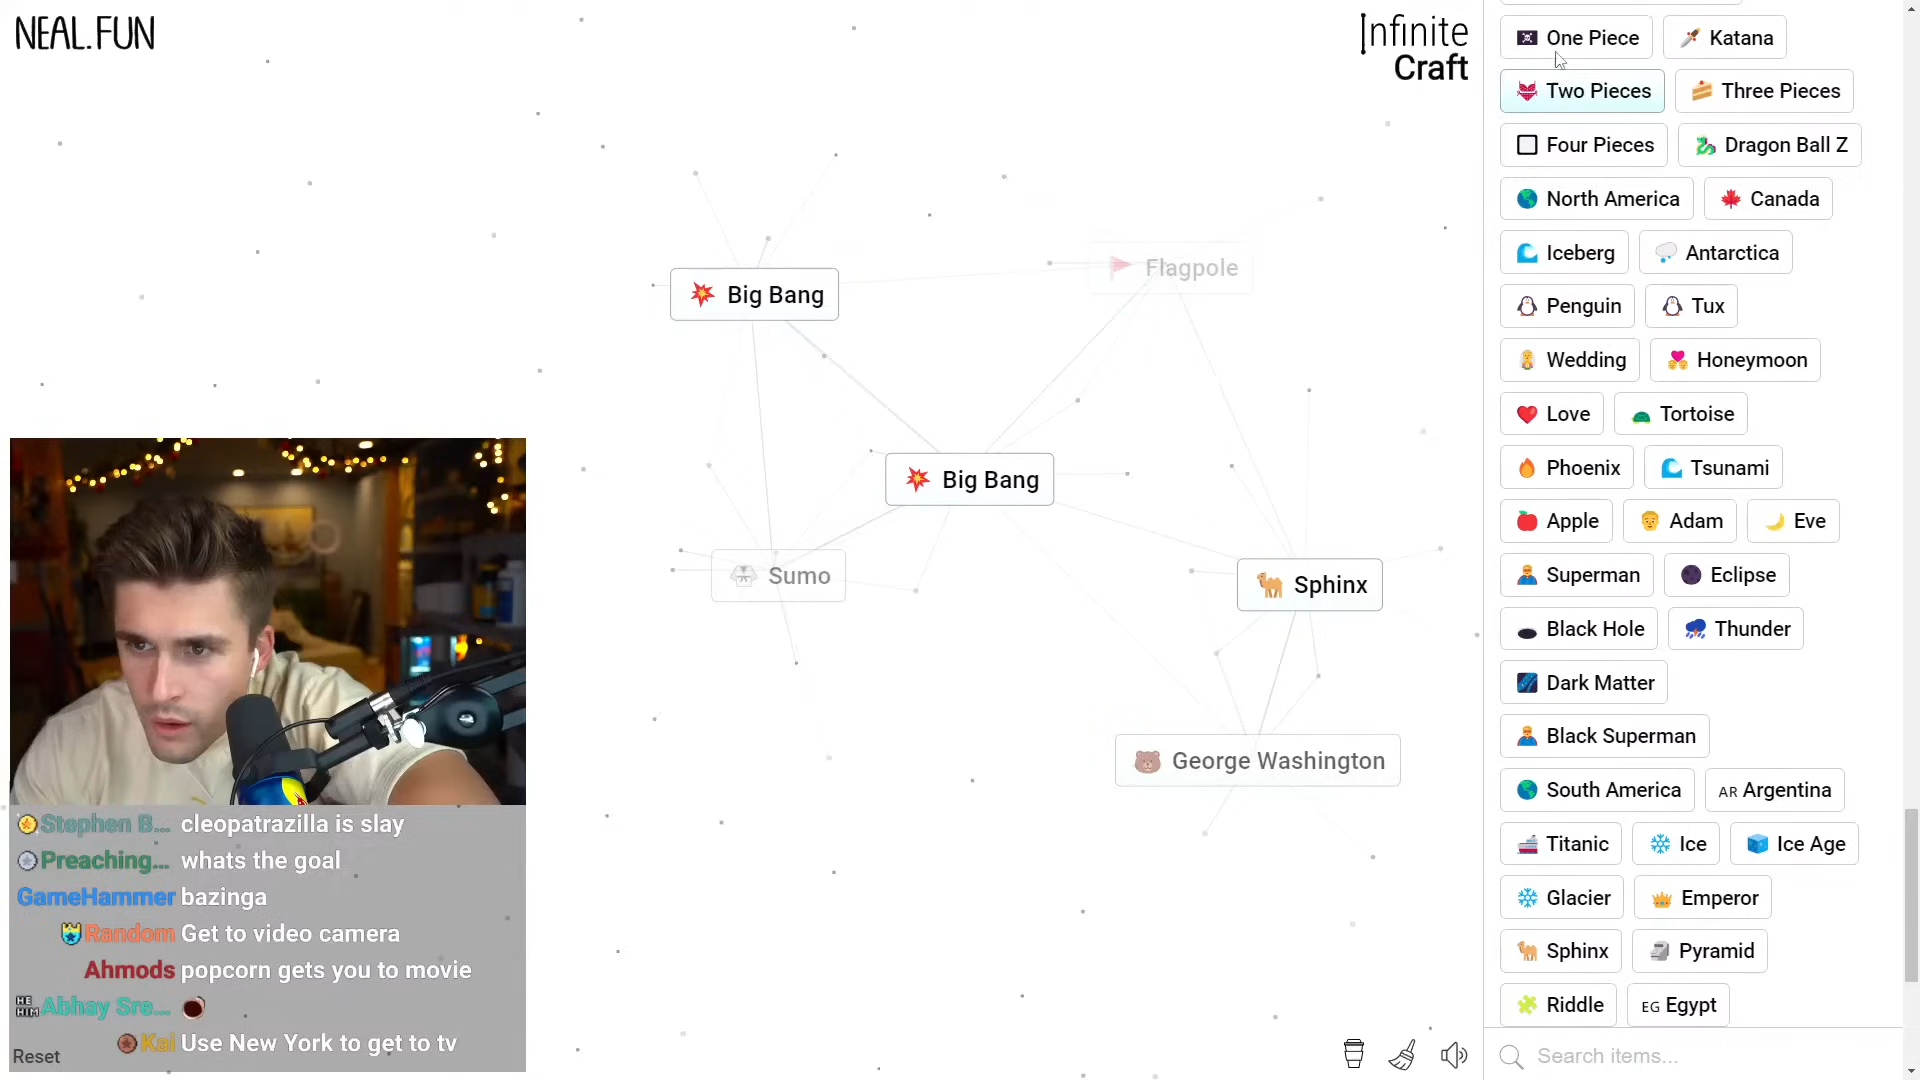 NEAL.FUN
Infinite
Craft
Big Bang
Flagpole
Big Bang
Sumo
Sphinx
George Washington
One Piece
Katana
Two Pieces
Three Pieces
Four Pieces
Dragon Ball Z
North America
Canada
Iceberg
Antarctica
Penguin
Tux
Wedding
Honeymoon
Love
Tortoise
Phoenix
Tsunami
Apple
Adam
Eve
Superman
Eclipse
Black Hole
Thunder
Dark Matter
Black Superman
South America
AR Argentina
Titanic
Ice
Ice Age
Glacier
Emperor
Sphinx
Pyramid
Riddle
EG Egypt
Search items...
Stephen B... cleopatrazilla is slay
Preaching... whats the goal
GameHammer bazinga
Random Get to video camera
Ahmods popcorn gets you to movie
HE HIM Abhay Sre...
Kai Use New York to get to tv
Reset